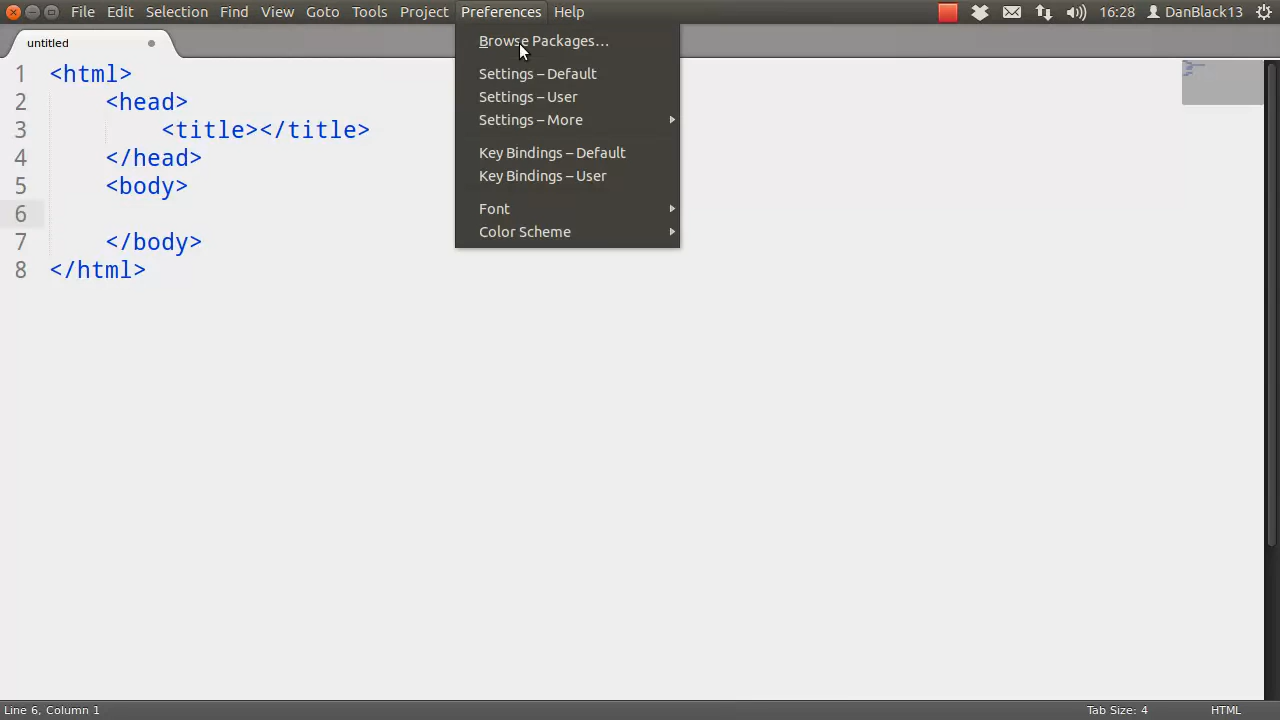 File Edit Selection Find View Goto Tools Project Preferences Help 16:28 DanBlack13
untitled
Browse Packages...
Settings – Default
Settings – User
Settings – More
Key Bindings – Default
Key Bindings – User
Font
Color Scheme
1 <html>
2 <head>
3 <title></title>
4 </head>
5 <body>
6
7 </body>
8 </html>
Line 6, Column 1 Tab Size: 4 HTML